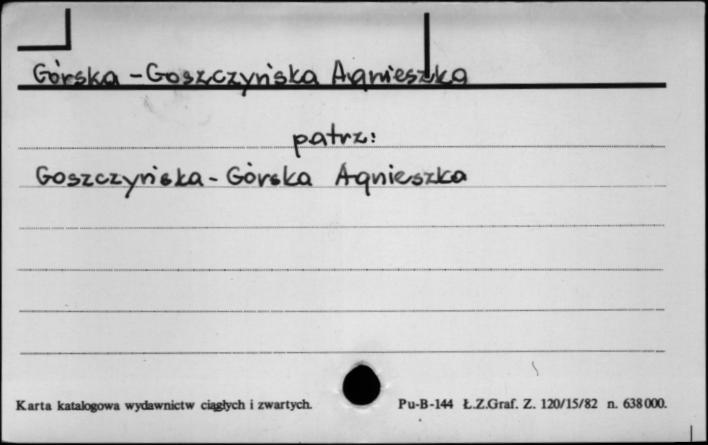 Górska - Goszczyńska Agnieszka
patrz:
Goszczyńska - Górska Agnieszka
Karta katalogowa wydawnictw ciągłych i zwartych.
Pu-B-144 Ł.Z.Graf. Z. 120/15/82 n. 638000.